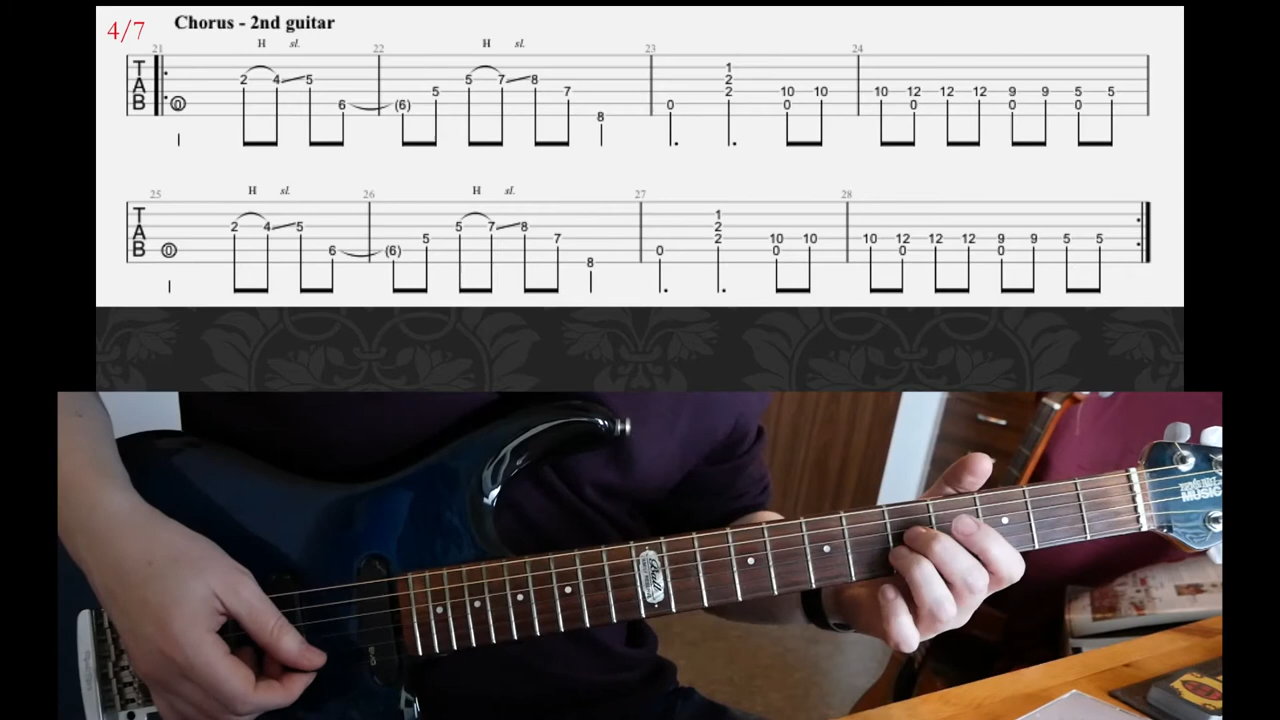 4/7
Chorus - 2nd guitar
H sl. H sl.
21 22 23 24
T
A
B
0 2 4 5 6 (6) 5 5 7 8 7 8 0 1 2 2 10 0 10 10 12 0 12 12 9 0 9 5 0 5
H sl. H sl.
25 26 27 28
T
A
B
0 2 4 5 6 (6) 5 5 7 8 7 8 0 1 2 2 10 0 10 10 12 0 12 12 9 0 9 5 5
MUSIC